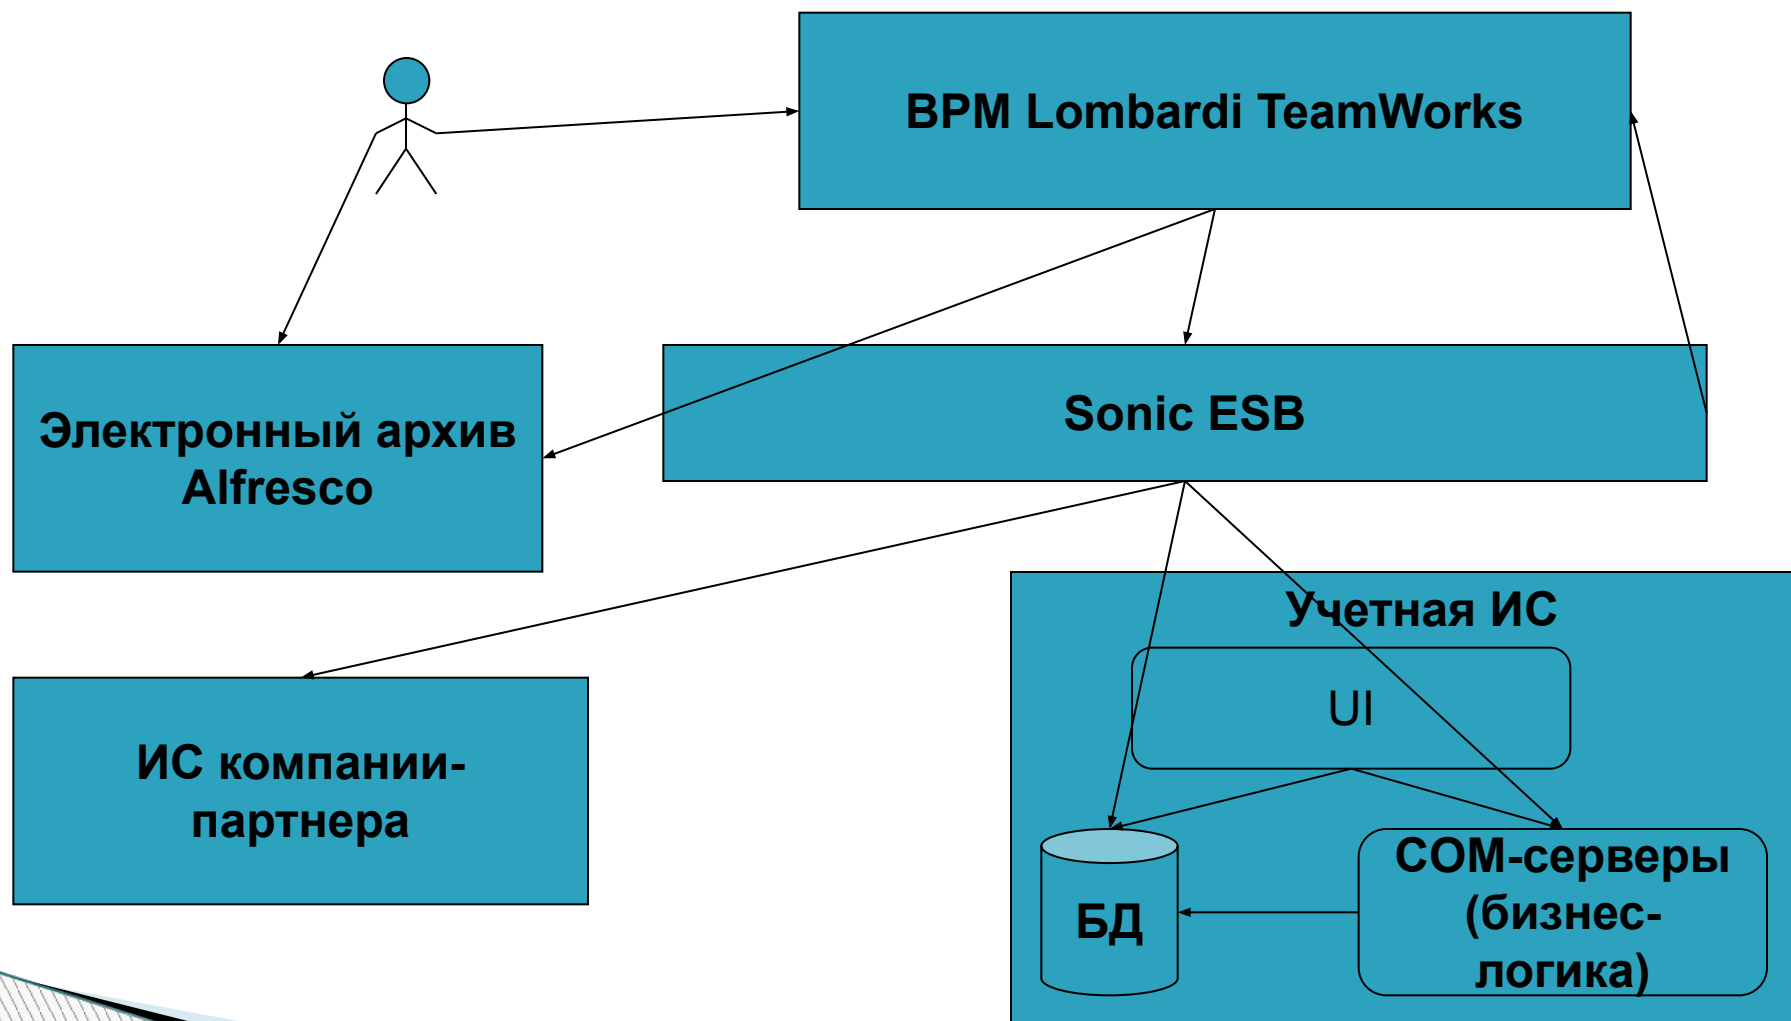 BPM Lombardi TeamWorks
Электронный архив
Alfresco
Sonic ESB
ИС компании-
партнера
Учетная ИС
UI
БД
COM-серверы
(бизнес-
логика)